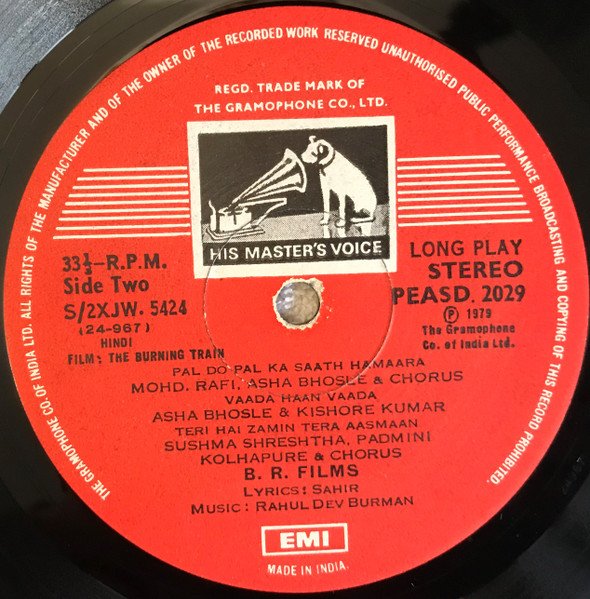 THE GRAMOPHONE CO. OF INDIA LTD. ALL RIGHTS OF THE MANUFACTURER AND OF THE OWNER OF THE RECORDED WORK RESERVED UNAUTHORISED PUBLIC PERFORMANCE BROADCASTING AND COPYING OF THIS RECORD PROHIBITED.
REGD. TRADE MARK OF
THE GRAMOPHONE CO., LTD.
HIS MASTER'S VOICE
33⅓-R.P.M.
Side Two
S/2XJW. 5424
(24-967)
HINDI
FILM: THE BURNING TRAIN
LONG PLAY
STEREO
PEASD. 2029
Ⓟ 1979
The Gramophone
Co. of India Ltd.
PAL DO PAL KA SAATH HAMAARA
MOHD. RAFI, ASHA BHOSLE & CHORUS
VAADA HAAN VAADA
ASHA BHOSLE & KISHORE KUMAR
TERI HAI ZAMIN TERA AASMAAN
SUSHMA SHRESHTHA, PADMINI
KOLHAPURE & CHORUS
B. R. FILMS
LYRICS: SAHIR
MUSIC: RAHUL DEV BURMAN
EMI
MADE IN INDIA.